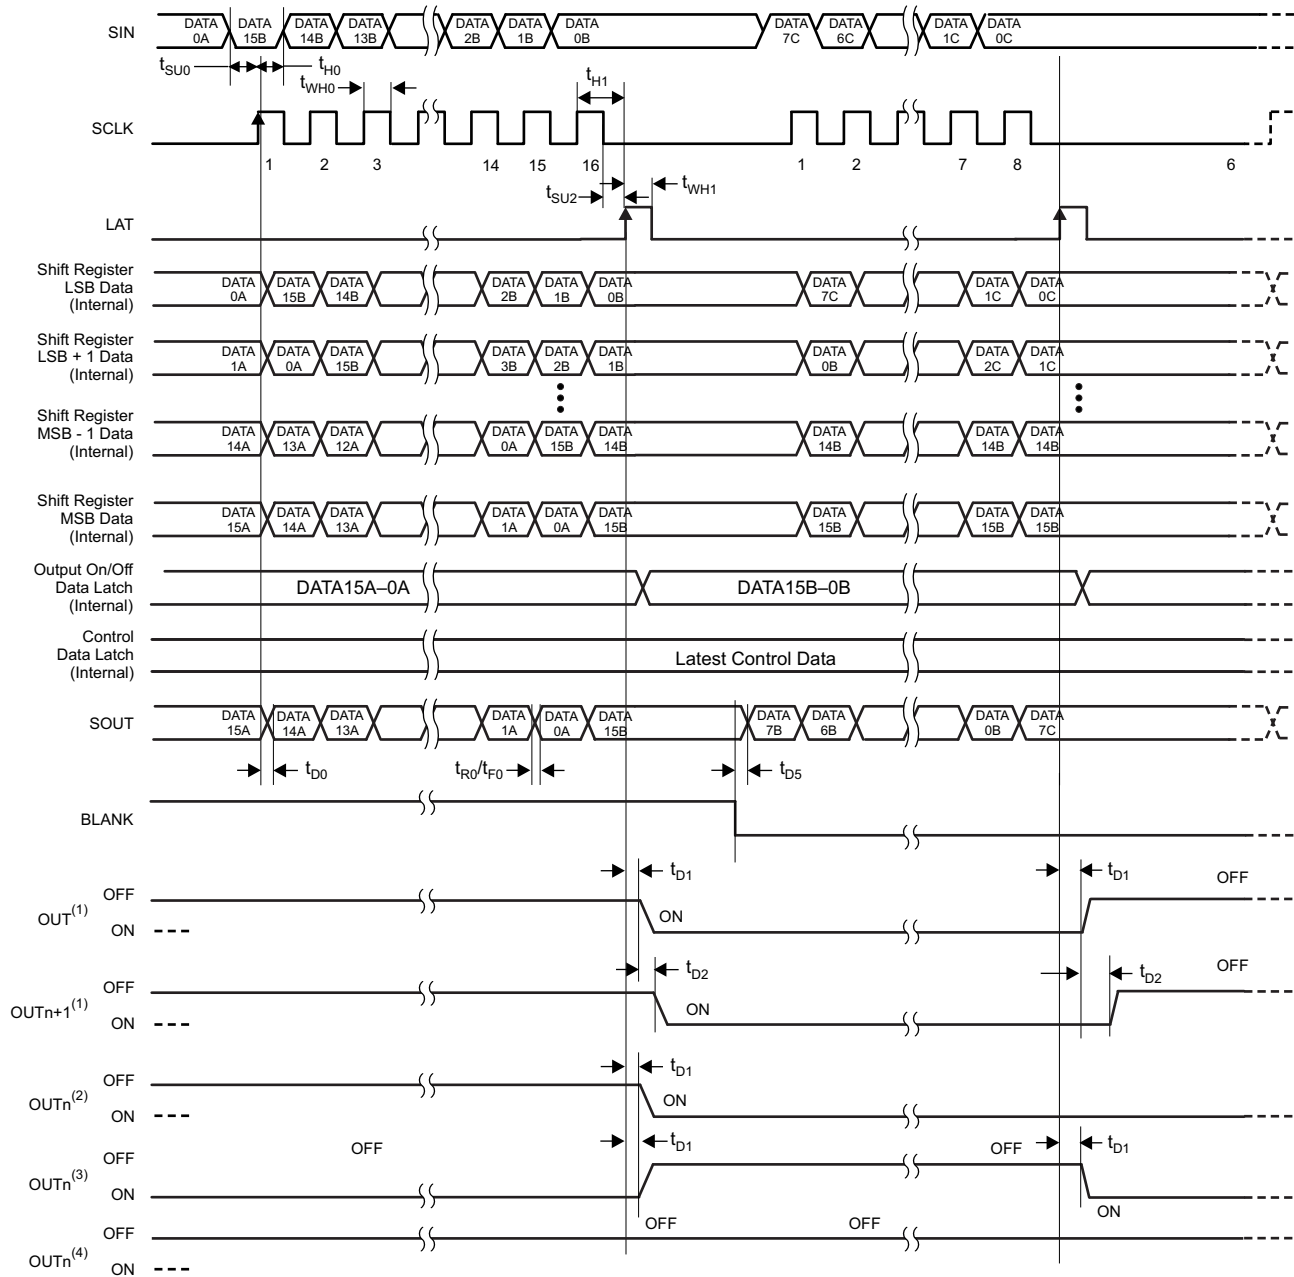 SIN
DATA 0A
DATA 15B
DATA 14B
DATA 13B
DATA 2B
DATA 1B
DATA 0B
DATA 7C
DATA 6C
DATA 1C
DATA 0C
tSU0
tH0
tWH0
tH1
SCLK
1
2
3
14
15
16
1
2
7
8
6
tSU2
tWH1
LAT
Shift Register
LSB Data
(Internal)
DATA 0A
DATA 15B
DATA 14B
DATA 2B
DATA 1B
DATA 0B
DATA 7C
DATA 1C
DATA 0C
Shift Register
LSB + 1 Data
(Internal)
DATA 1A
DATA 0A
DATA 15B
DATA 3B
DATA 2B
DATA 1B
DATA 0B
DATA 2C
DATA 1C
Shift Register
MSB - 1 Data
(Internal)
DATA 14A
DATA 13A
DATA 12A
DATA 0A
DATA 15B
DATA 14B
DATA 14B
DATA 14B
DATA 14B
Shift Register
MSB Data
(Internal)
DATA 15A
DATA 14A
DATA 13A
DATA 1A
DATA 0A
DATA 15B
DATA 15B
DATA 15B
DATA 15B
Output On/Off
Data Latch
(Internal)
DATA15A–0A
DATA15B–0B
Control
Data Latch
(Internal)
Latest Control Data
SOUT
DATA 15A
DATA 14A
DATA 13A
DATA 1A
DATA 0A
DATA 15B
DATA 7B
DATA 6B
DATA 0B
DATA 7C
tD0
tR0/tF0
tD5
BLANK
tD1
tD1
OFF
OUT(1)
ON
ON
OFF
tD2
tD2
OFF
OUTn+1(1)
ON
ON
OFF
tD1
OFF
OUTn(2)
ON
ON
OFF
tD1
OFF
tD1
OFF
OUTn(3)
ON
ON
OFF
OFF
OFF
OUTn(4)
ON